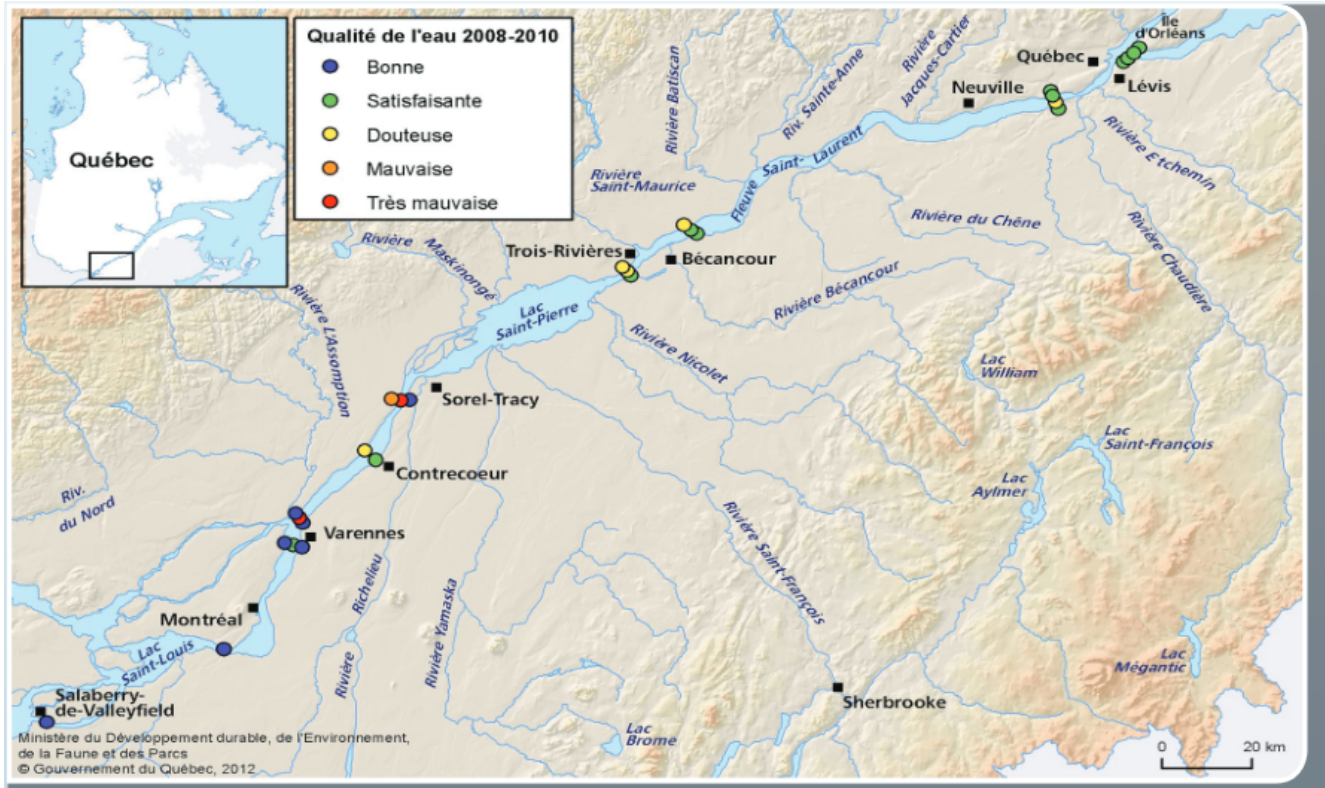 Qualité de l'eau 2008-2010
Bonne
Satisfaisante
Douteuse
Mauvaise
Très mauvaise
Québec
Île
d'Orléans
Québec
Lévis
Neuville
Rivière
Jacques-Cartier
Riv. Sainte-Anne
Rivière Batiscan
Rivière
Saint-Maurice
Fleuve Saint-Laurent
Rivière Etchemin
Rivière du Chêne
Rivière Chaudière
Trois-Rivières
Bécancour
Rivière Maskinongé
Lac
Saint-Pierre
Rivière Bécancour
Rivière L'Assomption
Rivière Nicolet
Lac
William
Sorel-Tracy
Lac
Saint-François
Contrecoeur
Lac
Aylmer
Riv.
du Nord
Varennes
Rivière Saint-François
Rivière Richelieu
Rivière Yamaska
Montréal
Lac
Saint-Louis
Lac
Mégantic
Salaberry-
de-Valleyfield
Sherbrooke
Lac
Brome
Ministère du Développement durable, de l'Environnement,
de la Faune et des Parcs
© Gouvernement du Québec, 2012
0 20 km